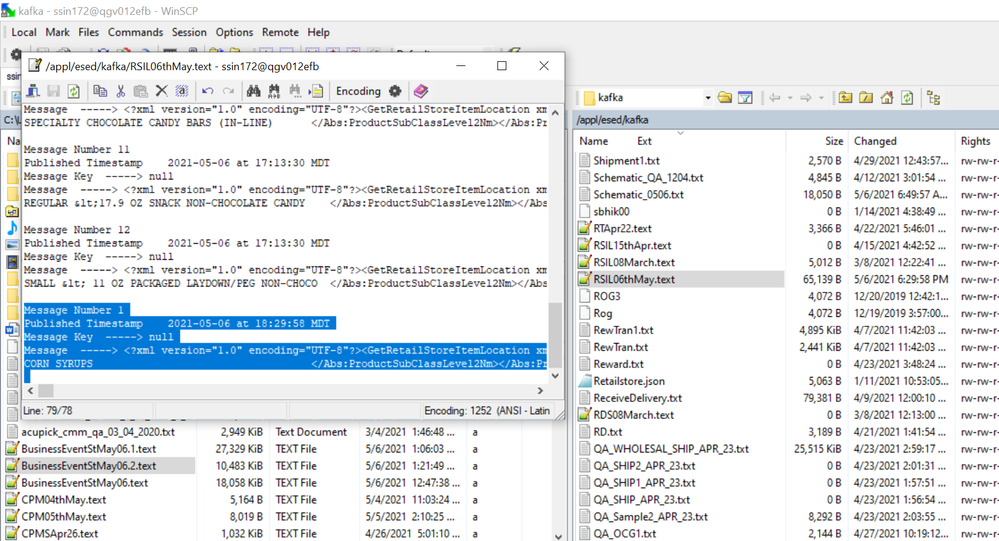 kafka - ssin172@qgv012efb - WinSCP
Local Mark Files Commands Session Options Remote Help
/appl/esed/kafka/RSIL06thMay.text - ssin172@qgv012efb
Encoding
Message -----> <?xml version="1.0" encoding="UTF-8"?><GetRetailStoreItemLocation xm
SPECIALTY CHOCOLATE CANDY BARS (IN-LINE) </Abs:ProductSubClassLevel2Nm></Abs:Pr
Message Number 11
Published Timestamp 2021-05-06 at 17:13:30 MDT
Message Key -----> null
Message -----> <?xml version="1.0" encoding="UTF-8"?><GetRetailStoreItemLocation xm
REGULAR &lt;17.9 OZ SNACK NON-CHOCOLATE CANDY </Abs:ProductSubClassLevel2Nm></Abs
Message Number 12
Published Timestamp 2021-05-06 at 17:13:30 MDT
Message Key -----> null
Message -----> <?xml version="1.0" encoding="UTF-8"?><GetRetailStoreItemLocation xm
SMALL &lt; 11 OZ PACKAGED LAYDOWN/PEG NON-CHOCO </Abs:ProductSubClassLevel2Nm></Abs
Message Number 1
Published Timestamp 2021-05-06 at 18:29:58 MDT
Message Key -----> null
Message -----> <?xml version="1.0" encoding="UTF-8"?><GetRetailStoreItemLocation xm
CORN SYRUPS </Abs:ProductSubClassLevel2Nm></Abs:Pr
Line: 79/78 Encoding: 1252 (ANSI - Latin
ssin
C:\U
Na
acupick_cmm_qa_03_04_2020.txt 2,949 KiB Text Document 3/4/2021 1:46:48 ... a
BusinessEventStMay06.1.text 27,329 KiB TEXT File 5/6/2021 1:06:03 ... a
BusinessEventStMay06.2.text 10,483 KiB TEXT File 5/6/2021 1:21:49 ... a
BusinessEventStMay06.text 18,058 KiB TEXT File 5/6/2021 12:47:38 ... a
CPM04thMay.text 5,164 B TEXT File 5/4/2021 11:03:24 ... a
CPM05thMay.text 8,019 B TEXT File 5/5/2021 2:10:25 ... a
CPMSApr26.text 1,032 KiB TEXT File 4/26/2021 5:01:10 ... a
kafka
/appl/esed/kafka
Name Ext Size Changed Rights
Shipment1.txt 2,570 B 4/29/2021 12:43:57... rw-rw-r-
Schematic_QA_1204.txt 4,845 B 4/12/2021 3:01:54 ... rw-rw-r-
Schematic_0506.txt 18,050 B 5/6/2021 6:49:57 A... rw-rw-r-
sbhik00 0 B 1/14/2021 4:38:49 ... rw-rw-r-
RTApr22.text 3,366 B 4/22/2021 5:46:01 ... rw-rw-r-
RSIL15thApr.text 0 B 4/15/2021 4:42:52 ... rw-rw-r-
RSIL08March.text 5,012 B 3/8/2021 12:22:41 ... rw-rw-r-
RSIL06thMay.text 65,139 B 5/6/2021 6:29:58 PM rw-rw-r-
ROG3 4,072 B 12/20/2019 12:42:1... rw-rw-r-
Rog 4,072 B 12/19/2019 3:57:00... rw-rw-r-
RewTran1.txt 4,895 KiB 4/7/2021 11:42:03 ... rw-rw-r-
RewTran.txt 2,441 KiB 4/7/2021 11:42:03 ... rw-rw-r-
Reward.txt 0 B 4/23/2021 3:48:24 ... rw-rw-r-
Retailstore.json 5,063 B 1/11/2021 10:53:05... rw-rw-r-
ReceiveDelivery.txt 79,381 B 4/9/2021 12:00:10 ... rw-rw-r-
RDS08March.text 0 B 3/8/2021 12:13:00 ... rw-rw-r-
RD.txt 3,189 B 4/21/2021 1:41:54 ... rw-rw-r-
QA_WHOLESAL_SHIP_APR_23.txt 25,515 KiB 4/23/2021 2:59:17 ... rw-rw-r-
QA_SHIP2_APR_23.txt 0 B 4/23/2021 2:01:31 ... rw-rw-r-
QA_SHIP1_APR_23.txt 0 B 4/23/2021 1:57:51 ... rw-rw-r-
QA_SHIP_APR_23.txt 0 B 4/23/2021 1:56:54 ... rw-rw-r-
QA_Sample2_APR_23.txt 8,292 B 4/23/2021 2:03:55 ... rw-rw-r-
QA_OCG1.txt 2,144 B 4/27/2021 10:19:12... rw-rw-r-